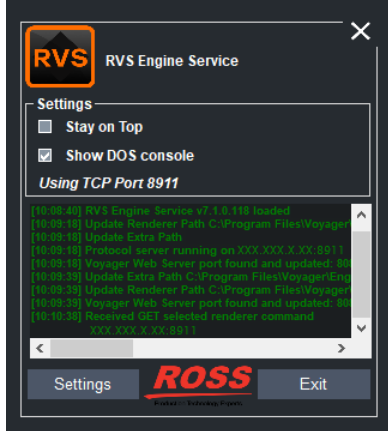 RVS
RVS Engine Service
Settings
Stay on Top
Show DOS console
Using TCP Port 8911
[10:08:40] RVS Engine Service v7.1.0.118 loaded
[10:09:18] Update Renderer Path C:\Program Files\Voyager\
[10:09:18] Update Extra Path
[10:09:18] Protocol server running on XXX.XXX.X.XX:8911
[10:09:18] Voyager Web Server port found and updated: 80
[10:09:39] Update Extra Path C:\Program Files\Voyager\Eng
[10:09:39] Update Renderer Path C:\Program Files\Voyager\
[10:09:39] Voyager Web Server port found and updated: 80
[10:10:38] Received GET selected renderer command
XXX.XXX.X.XX:8911
Settings
ROSS
Exit